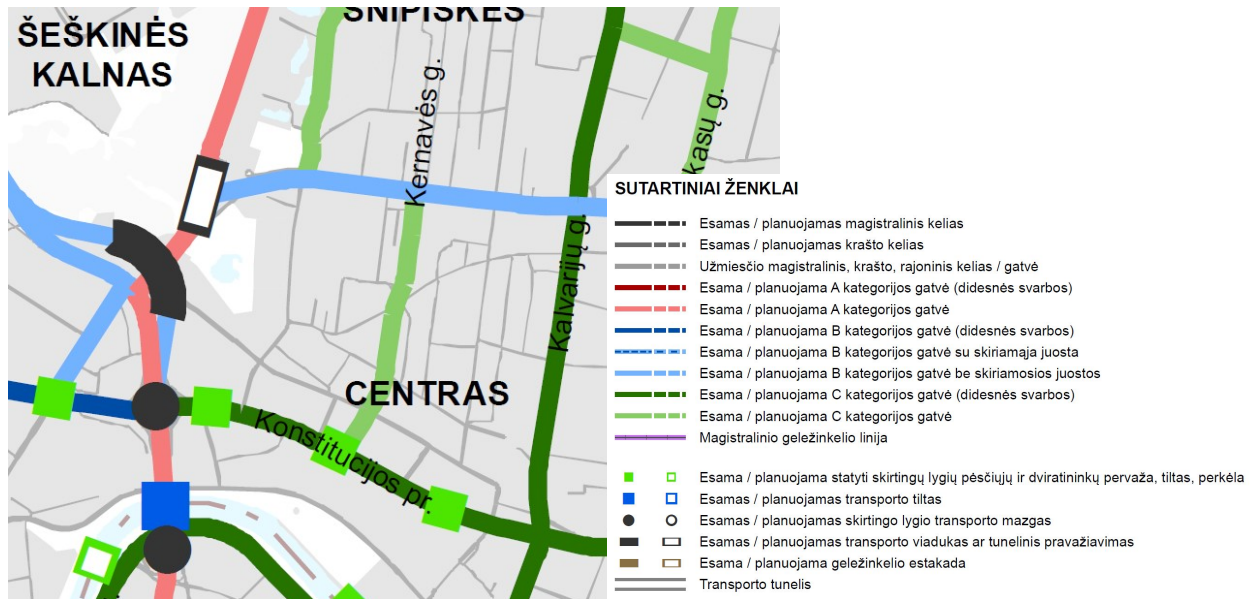 ŠNIPIŠKĖS
ŠEŠKINĖS
KALNAS
Kernavės g.
kasų g.
Kalvarijų g.
CENTRAS
Konstitucijos pr.
SUTARTINIAI ŽENKLAI
Esamas / planuojamas magistralinis kelias
Esamas / planuojamas krašto kelias
Užmiesčio magistralinis, krašto, rajoninis kelias / gatvė
Esama / planuojama A kategorijos gatvė (didesnės svarbos)
Esama / planuojama A kategorijos gatvė
Esama / planuojama B kategorijos gatvė (didesnės svarbos)
Esama / planuojama B kategorijos gatvė su skiriamąja juosta
Esama / planuojama B kategorijos gatvė be skiriamosios juostos
Esama / planuojama C kategorijos gatvė (didesnės svarbos)
Esama / planuojama C kategorijos gatvė
Magistralinio geležinkelio linija
Esama / planuojama statyti skirtingų lygių pėsčiųjų ir dviratininkų pervaža, tiltas, perkėla
Esamas / planuojamas transporto tiltas
Esamas / planuojamas skirtingo lygio transporto mazgas
Esamas / planuojamas transporto viadukas ar tunelinis pravažiavimas
Esama / planuojama geležinkelio estakada
Transporto tunelis